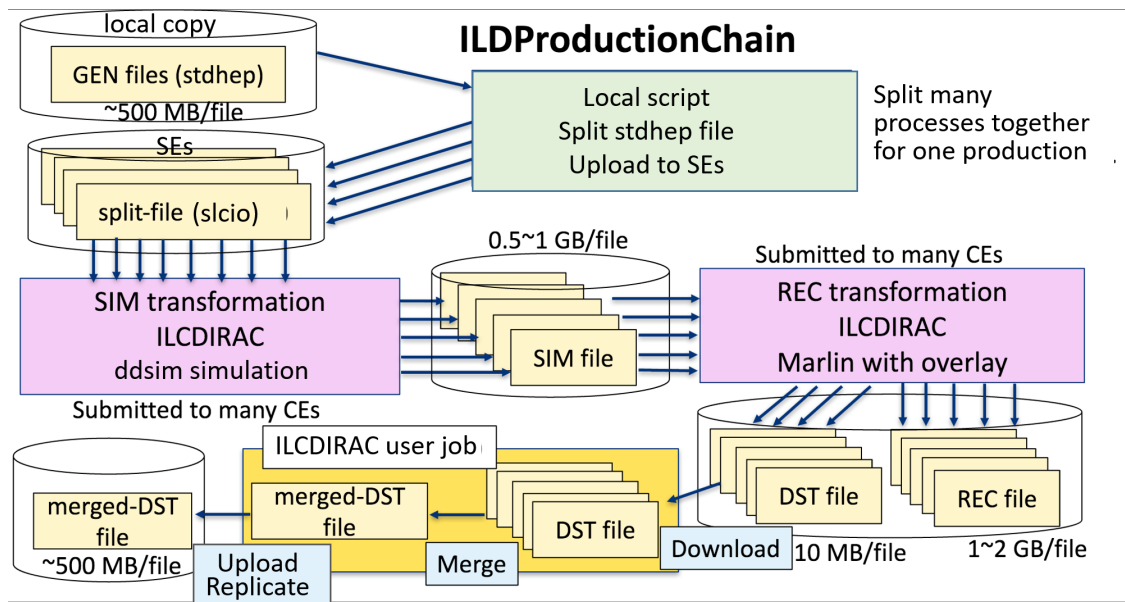 local copy
ILDProductionChain
GEN files (stdhep)
~500 MB/file
Local script
Split stdhep file
Upload to SEs
Split many
processes together
for one production
SEs
split-file (slcio) )
0.5~1 GB/file
Submitted to many CEs
SIM transformation
ILCDIRAC
ddsim simulation
SIM file
REC transformation
ILCDIRAC
Marlin with overlay
Submitted to many CEs
ILCDIRAC user job
merged-DST
file
~500 MB/file
merged-DST
file
DST file
DST file
REC file
Download
10 MB/file
1~2 GB/file
Merge
Upload
Replicate